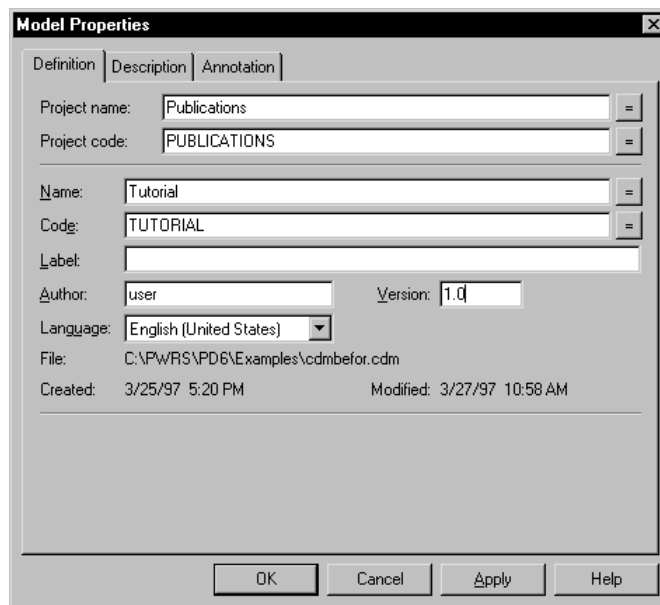 Model Properties
Definition Description Annotation
Project name: Publications =
Project code: PUBLICATIONS =
Name: Tutorial =
Code: TUTORIAL =
Label:
Author: user Version: 1.0
Language: English (United States)
File: C:\PWRS\PD6\Examples\cdmbefor.cdm
Created: 3/25/97 5:20 PM Modified: 3/27/97 10:58 AM
OK Cancel Apply Help